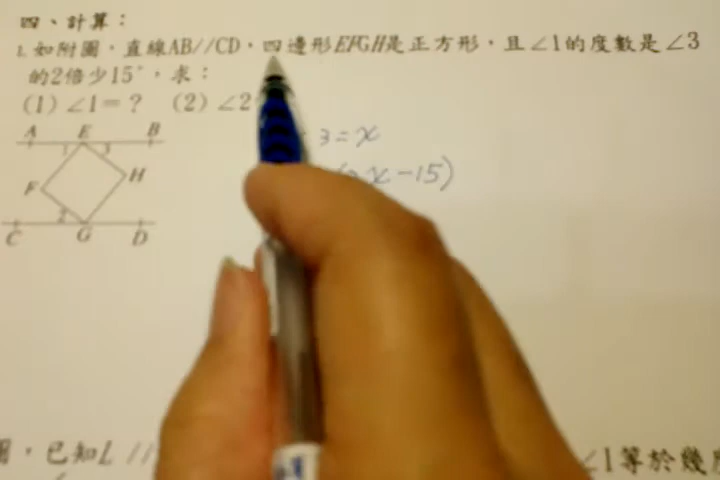 四、計算：
1. 如附圖，直線AB//CD，四邊形EFGH是正方形，且∠1的度數是∠3
的2倍少15°，求：
(1) ∠1=？ (2) ∠2
3=x
x-15)
A E B
1 3
F H
2
C G D
圖，已知L //
∠1等於幾